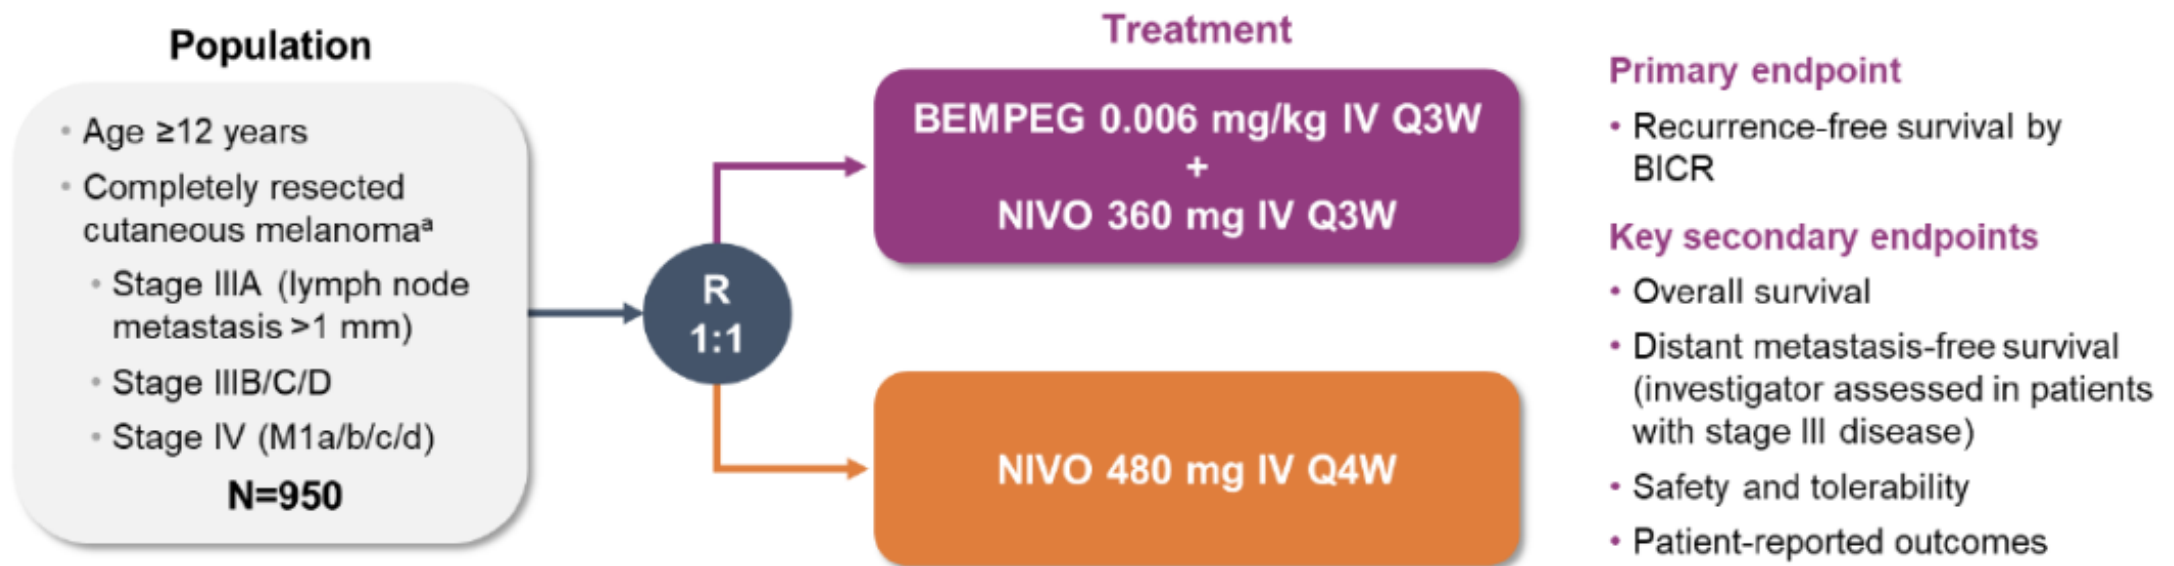 Population
• Age ≥12 years
• Completely resected
cutaneous melanomaᵃ
• Stage IIIA (lymph node
metastasis >1 mm)
• Stage IIIB/C/D
• Stage IV (M1a/b/c/d)
N=950
R
1:1
Treatment
BEMPEG 0.006 mg/kg IV Q3W
+
NIVO 360 mg IV Q3W
NIVO 480 mg IV Q4W
Primary endpoint
• Recurrence-free survival by
BICR
Key secondary endpoints
• Overall survival
• Distant metastasis-free survival
(investigator assessed in patients
with stage III disease)
• Safety and tolerability
• Patient-reported outcomes